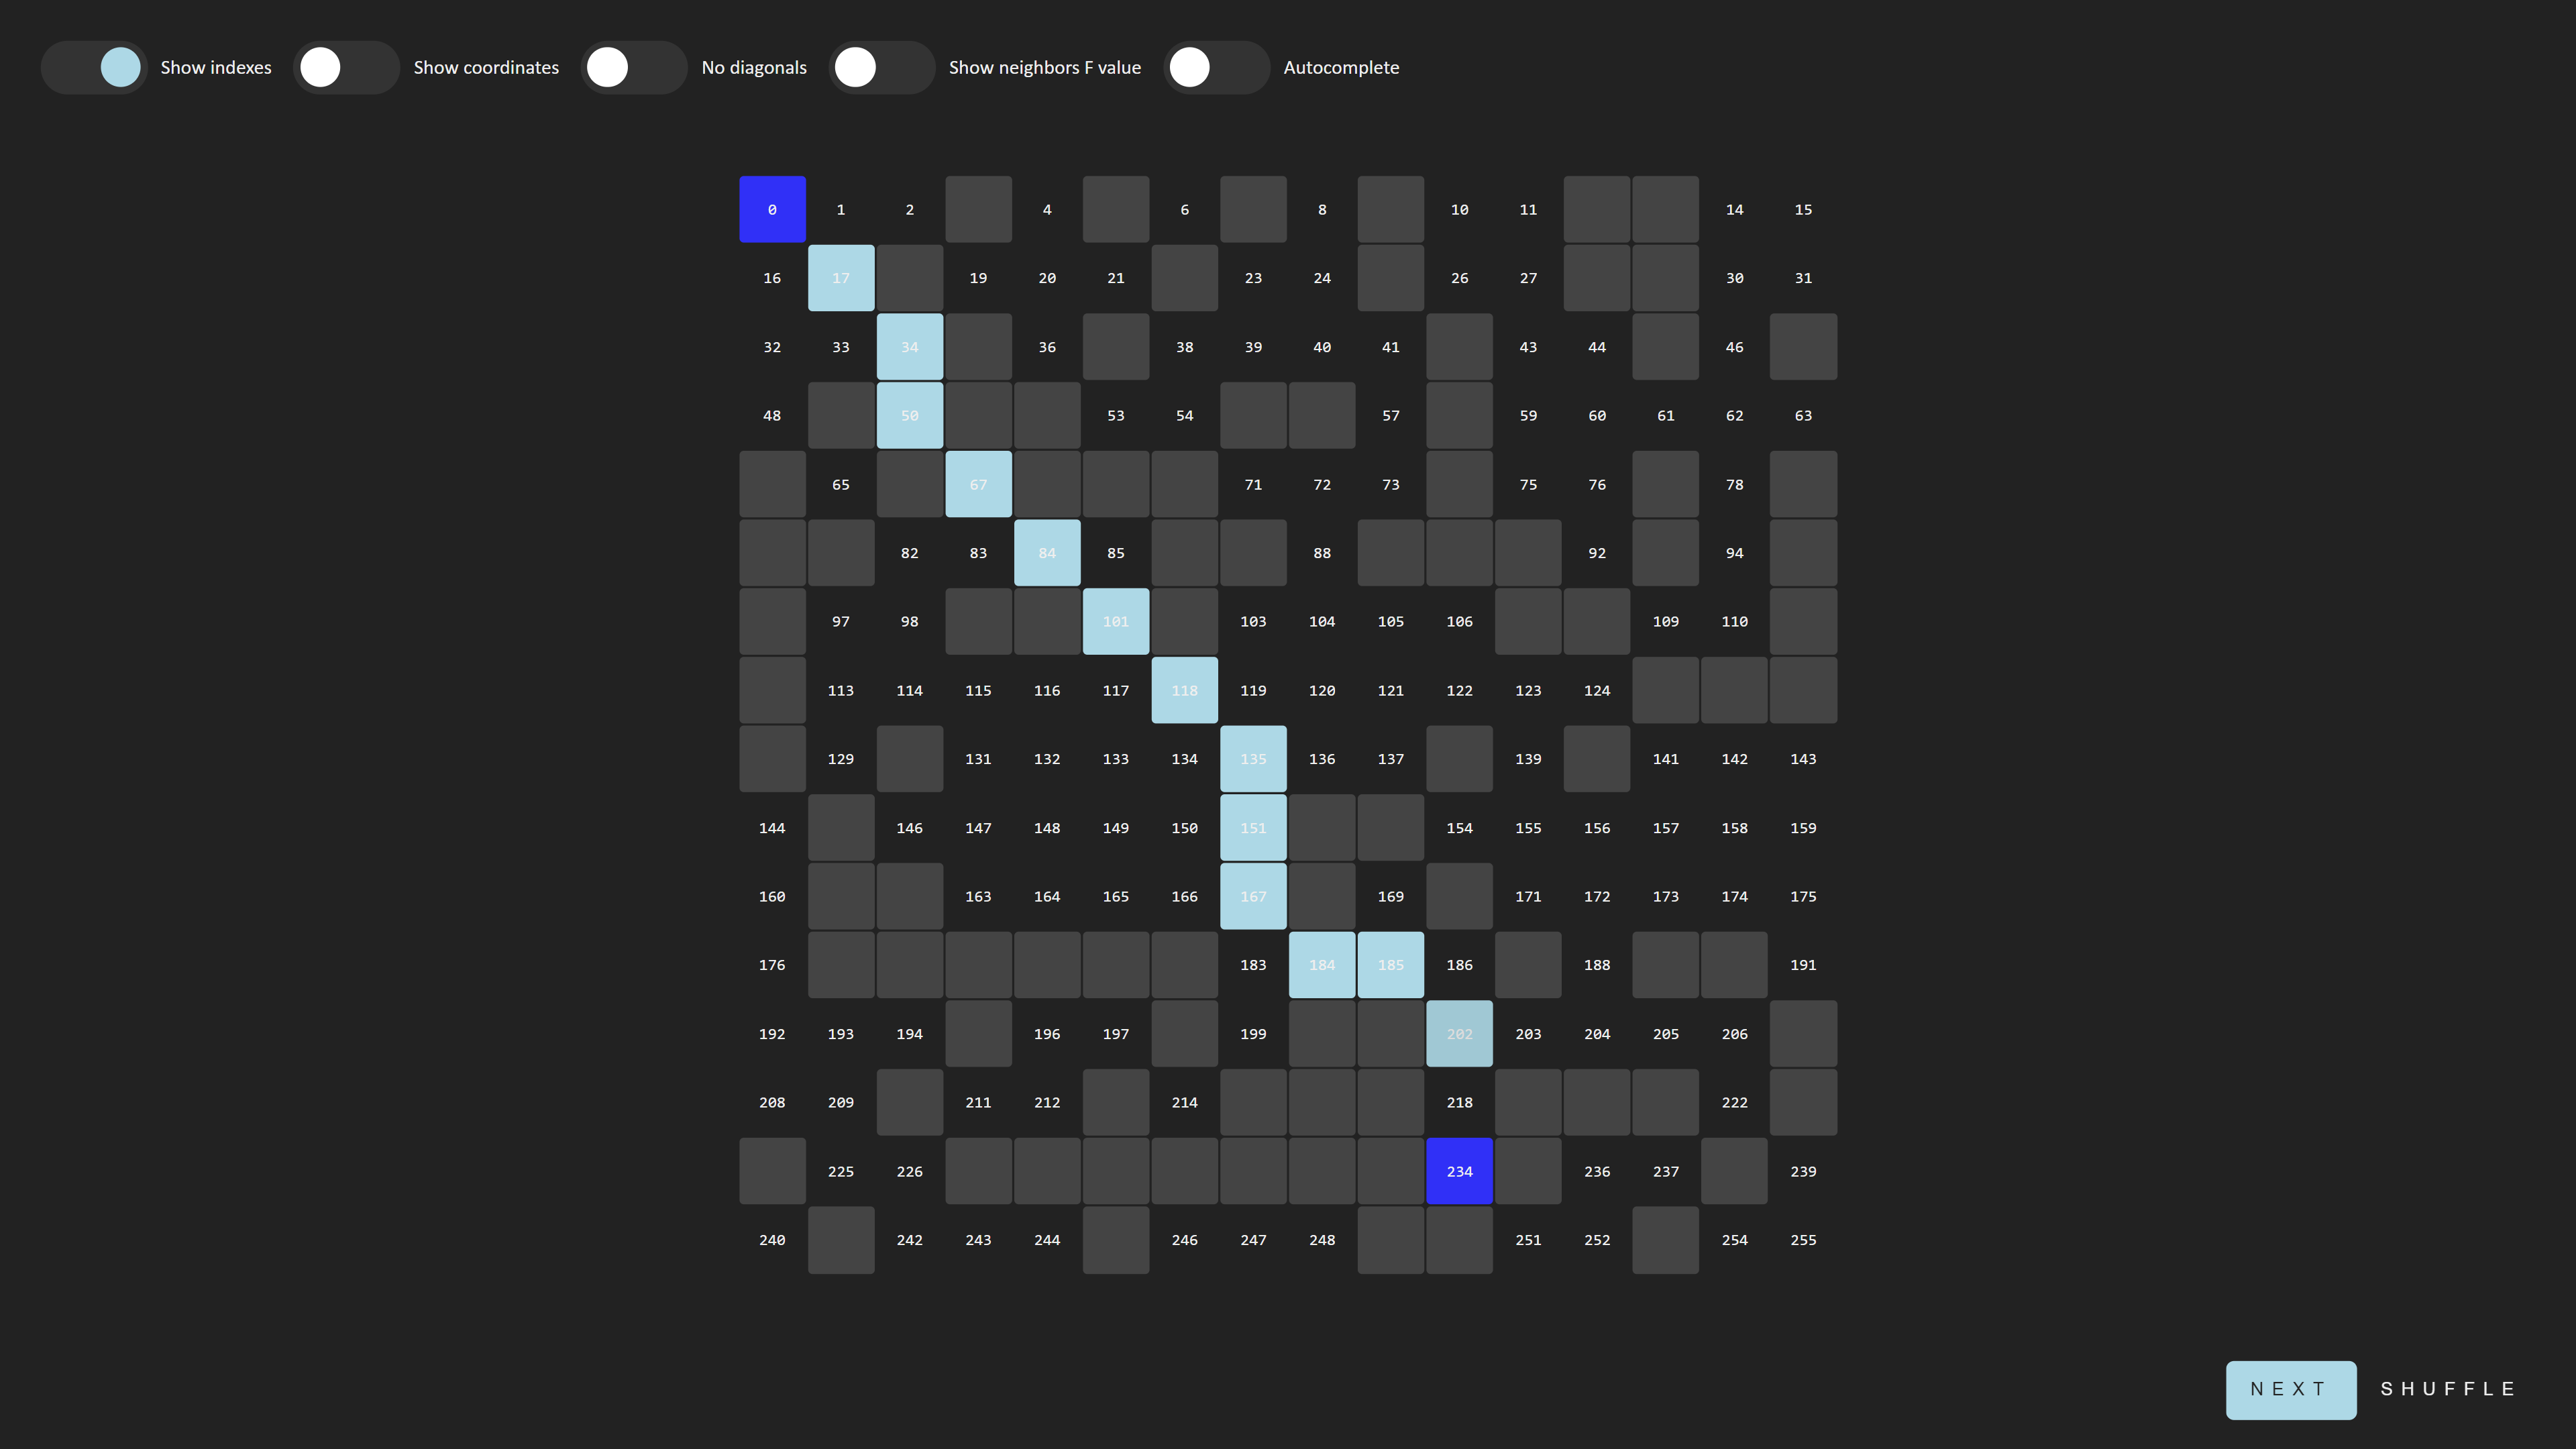 Show indexes Show coordinates No diagonals Show neighbors F value Autocomplete
0 1 2 4 6 8 10 11 14 15
16 17 19 20 21 23 24 26 27 30 31
32 33 34 36 38 39 40 41 43 44 46
48 50 53 54 57 59 60 61 62 63
65 67 71 72 73 75 76 78
82 83 84 85 88 92 94
97 98 101 103 104 105 106 109 110
113 114 115 116 117 118 119 120 121 122 123 124
129 131 132 133 134 135 136 137 139 141 142 143
144 146 147 148 149 150 151 154 155 156 157 158 159
160 163 164 165 166 167 169 171 172 173 174 175
176 183 184 185 186 188 191
192 193 194 196 197 199 202 203 204 205 206
208 209 211 212 214 218 222
225 226 234 236 237 239
240 242 243 244 246 247 248 251 252 254 255
NEXT SHUFFLE